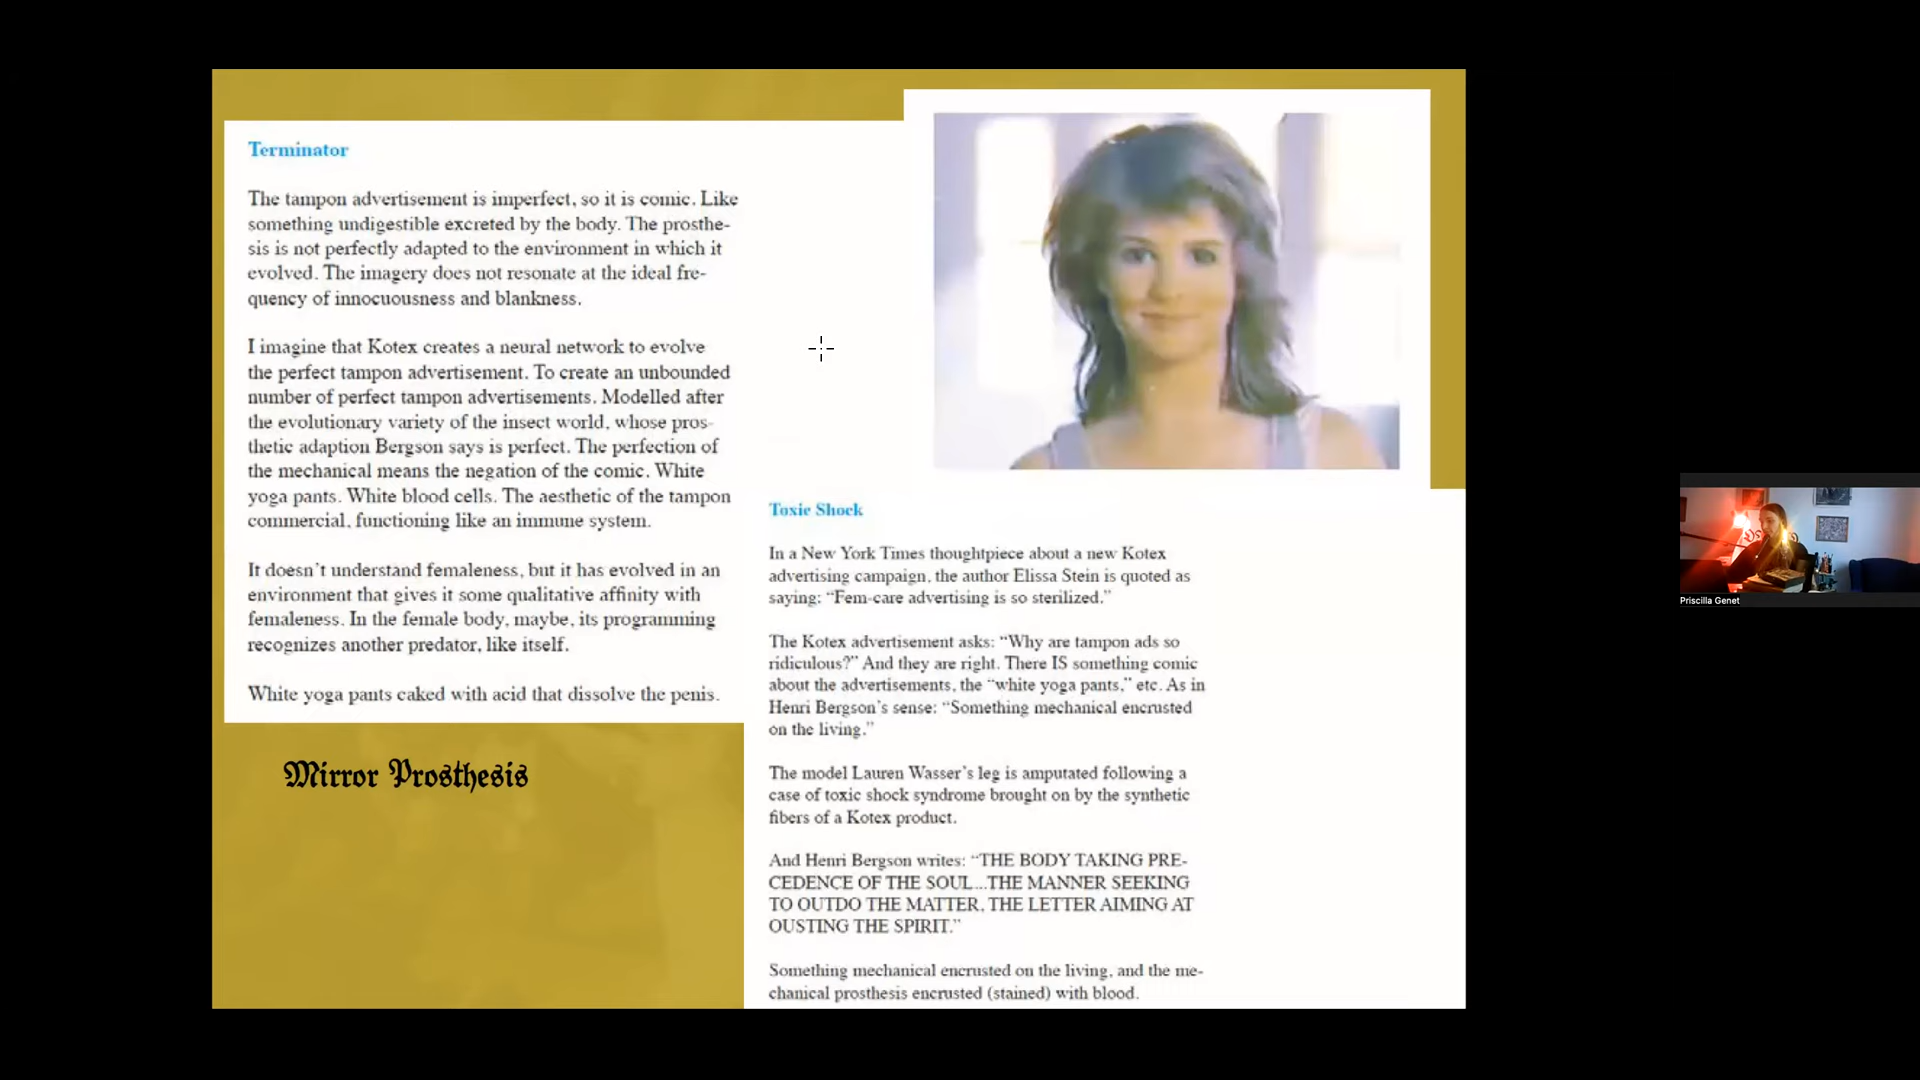 Terminator
The tampon advertisement is imperfect, so it is comic. Like
something undigestible excreted by the body. The prosthe-
sis is not perfectly adapted to the environment in which it
evolved. The imagery does not resonate at the ideal fre-
quency of innocuousness and blankness.
I imagine that Kotex creates a neural network to evolve
the perfect tampon advertisement. To create an unbounded
number of perfect tampon advertisements. Modelled after
the evolutionary variety of the insect world, whose pros-
thetic adaption Bergson says is perfect. The perfection of
the mechanical means the negation of the comic. White
yoga pants. White blood cells. The aesthetic of the tampon
commercial, functioning like an immune system.
It doesn't understand femaleness, but it has evolved in an
environment that gives it some qualitative affinity with
femaleness. In the female body, maybe, its programming
recognizes another predator, like itself.
White yoga pants caked with acid that dissolve the penis.
Mirror Prosthesis
Toxic Shock
In a New York Times thoughtpiece about a new Kotex
advertising campaign, the author Elissa Stein is quoted as
saying: “Fem-care advertising is so sterilized.”
The Kotex advertisement asks: “Why are tampon ads so
ridiculous?” And they are right. There IS something comic
about the advertisements, the “white yoga pants,” etc. As in
Henri Bergson's sense: “Something mechanical encrusted
on the living.”
The model Lauren Wasser's leg is amputated following a
case of toxic shock syndrome brought on by the synthetic
fibers of a Kotex product.
And Henri Bergson writes: “THE BODY TAKING PRE-
CEDENCE OF THE SOUL...THE MANNER SEEKING
TO OUTDO THE MATTER, THE LETTER AIMING AT
OUSTING THE SPIRIT.”
Something mechanical encrusted on the living, and the me-
chanical prosthesis encrusted (stained) with blood.
Priscilla Genet